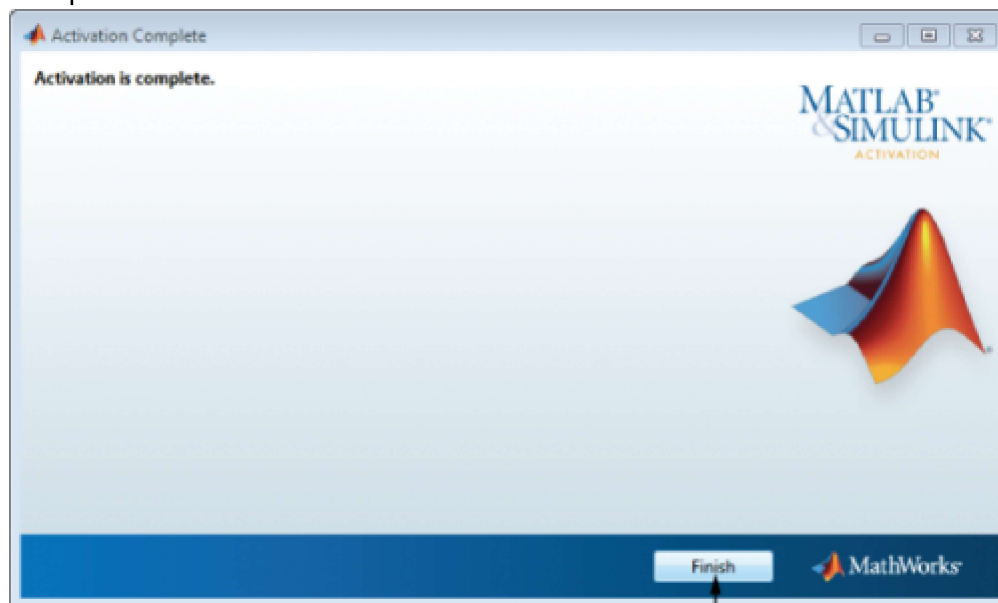 Activation Complete
Activation is complete.
MATLAB®
&SIMULINK®
ACTIVATION
Finish
MathWorks®